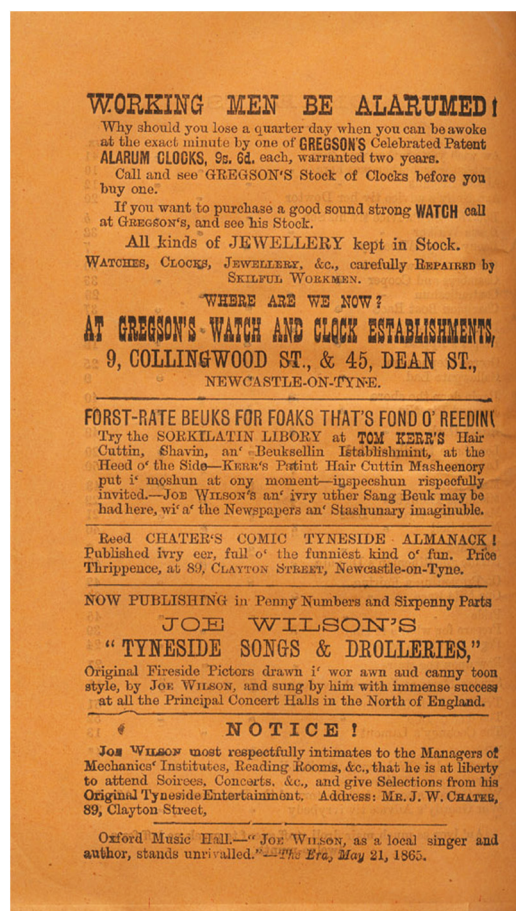 WORKING MEN BE ALARUMED!
Why should you lose a quarter day when you can be awoke
at the exact minute by one of GREGSON'S Celebrated Patent
ALARUM CLOCKS, 9s. 6d. each, warranted two years.
Call and see GREGSON'S Stock of Clocks before you
buy one.
If you want to purchase a good sound strong WATCH call
at GREGSON'S, and see his Stock.
All kinds of JEWELLERY kept in Stock.
WATCHES, CLOCKS, JEWELLERY, &c., carefully REPAIRED by
SKILFUL WORKMEN.
WHERE ARE WE NOW?
AT GREGSON'S WATCH AND CLOCK ESTABLISHMENTS,
9, COLLINGWOOD ST., & 45, DEAN ST.,
NEWCASTLE-ON-TYNE.
FORST-RATE BEUKS FOR FOAKS THAT'S FOND O' REEDIN
Try the SORKILATIN LIBORY at TOM KERR'S Hair
Cuttin, Shavin, an' Beuksellin Istablishmint, at the
Heed o' the Side—KERR'S Patint Hair Cuttin Masheenory
put i' moshun at ony moment—inspecshun rispecfully
invited.—JOE WILSON'S an' ivry uther Sang Beuk may be
had here, wi' a' the Newspapers an' Stashunary imaginuble.
Reed CHATER'S COMIC TYNESIDE ALMANACK!
Published ivry eer, full o' the funniest kind o' fun. Price
Thrippence, at 89, CLAYTON STREET, Newcastle-on-Tyne.
NOW PUBLISHING in Penny Numbers and Sixpenny Parts
JOE WILSON'S
"TYNESIDE SONGS & DROLLERIES,"
Original Fireside Pictors drawn i' wor awn aud canny toon
style, by JOE WILSON, and sung by him with immense success
at all the Principal Concert Halls in the North of England.
NOTICE!
JOE WILSON most respectfully intimates to the Managers of
Mechanics' Institutes, Reading Rooms, &c., that he is at liberty
to attend Soirees, Concerts, &c., and give Selections from his
Original Tyneside Entertainment. Address: MR. J. W. CHATER,
89, Clayton Street,
Oxford Music Hall.—"JOE WILSON, as a local singer and
author, stands unrivalled."—The Era, May 21, 1865.